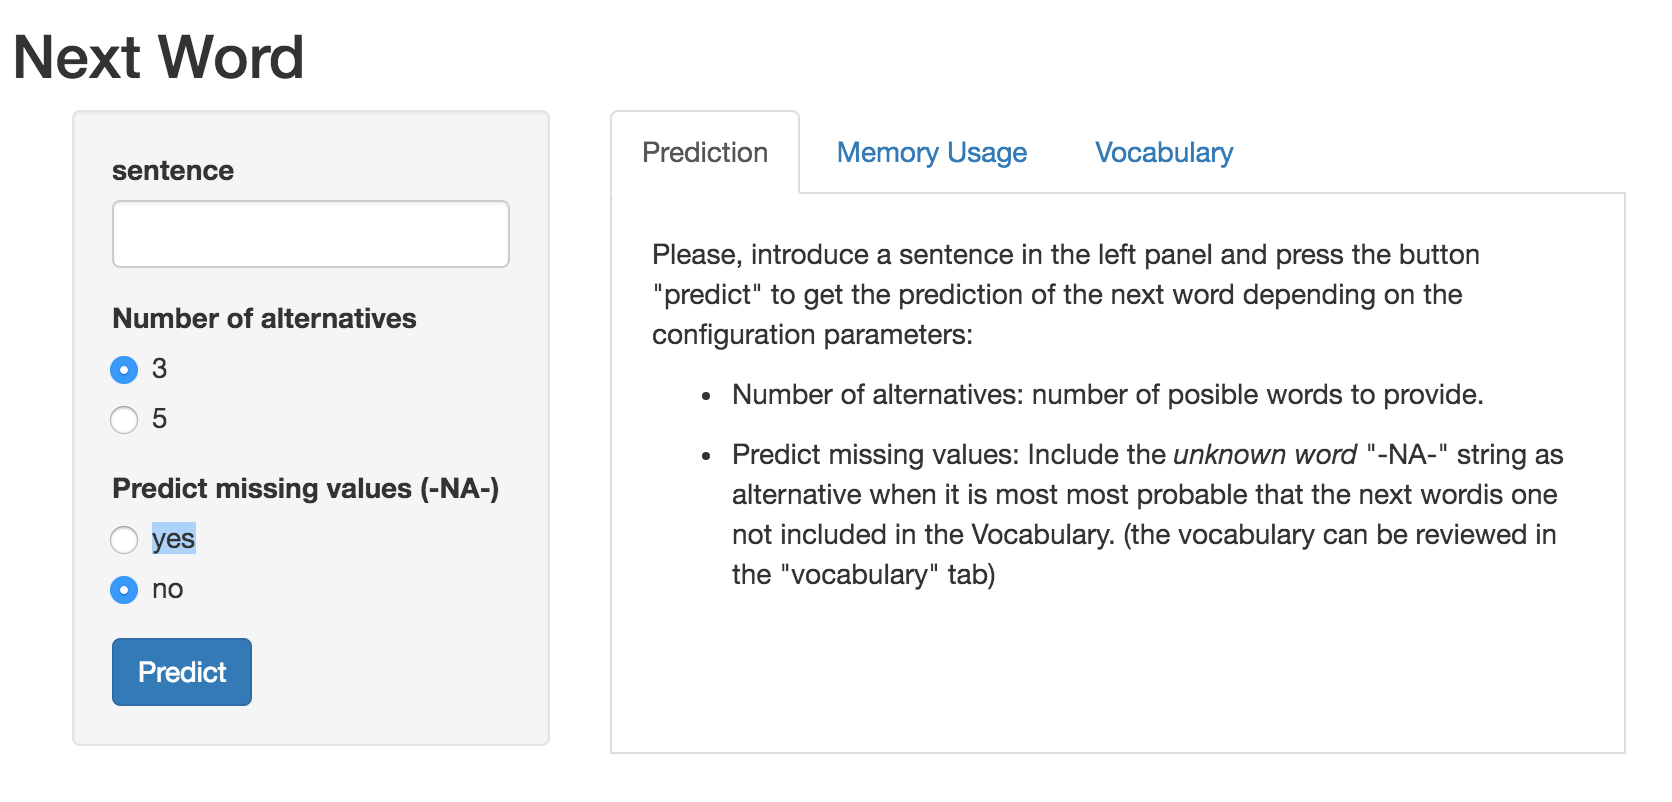 Next Word
sentence
Number of alternatives
3
5
Predict missing values (-NA-)
yes
no
Predict
Prediction
Memory Usage
Vocabulary
Please, introduce a sentence in the left panel and press the button
"predict" to get the prediction of the next word depending on the
configuration parameters:
• Number of alternatives: number of posible words to provide.
• Predict missing values: Include the unknown word "-NA-" string as
alternative when it is most most probable that the next wordis one
not included in the Vocabulary. (the vocabulary can be reviewed in
the "vocabulary" tab)